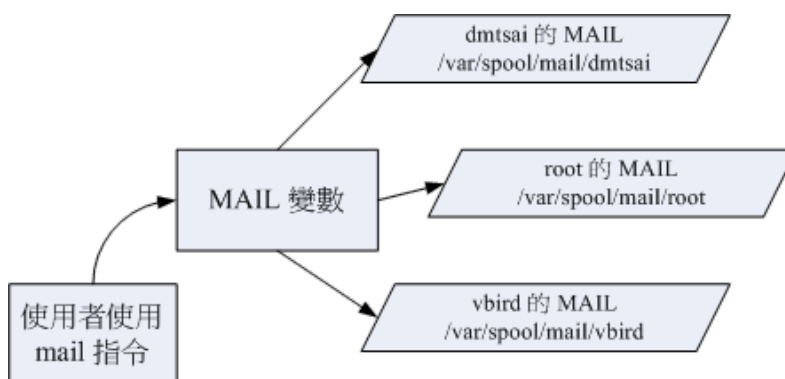 dmtsai 的 MAIL
/var/spool/mail/dmtsai
MAIL 變數
root 的 MAIL
/var/spool/mail/root
使用者使用
mail 指令
vbird 的 MAIL
/var/spool/mail/vbird